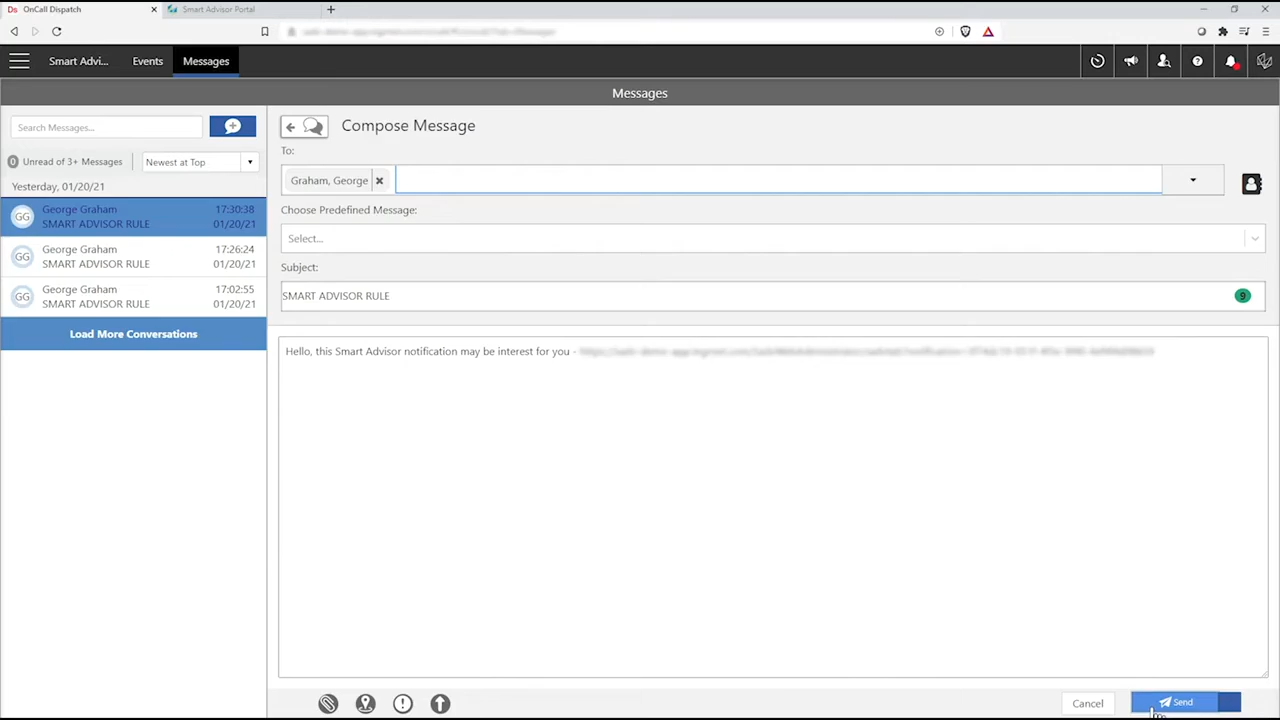 Ds OnCall Dispatch
Smart Advisor Portal
Smart Advi... Events Messages
Messages
Search Messages...
0 Unread of 3+ Messages Newest at Top
Yesterday, 01/20/21
GG George Graham 17:30:38
SMART ADVISOR RULE 01/20/21
GG George Graham 17:26:24
SMART ADVISOR RULE 01/20/21
GG George Graham 17:02:55
SMART ADVISOR RULE 01/20/21
Load More Conversations
Compose Message
To:
Graham, George
Choose Predefined Message:
Select...
Subject:
SMART ADVISOR RULE 9
Hello, this Smart Advisor notification may be interest for you -
Cancel Send